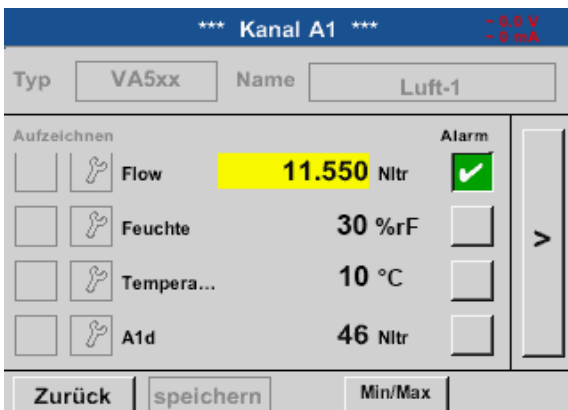 *** Kanal A1 ***
~ 0.0 V
~ 0 mA
Typ VA5xx Name Luft-1
Aufzeichnen Alarm
Flow 11.550 Nltr
Feuchte 30 %rF
Tempera... 10 °C
A1d 46 Nltr
>
Zurück speichern Min/Max